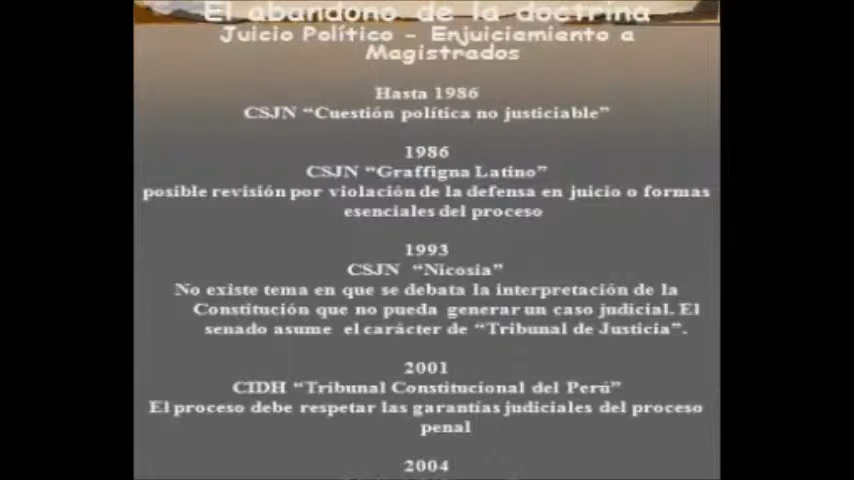 El abandono de la doctrina
Juicio Político - Enjuiciamiento a
Magistrados
Hasta 1986
CSJN “Cuestión política no justiciable”
1986
CSJN “Graffigna Latino”
posible revisión por violación de la defensa en juicio o formas
esenciales del proceso
1993
CSJN “Nicosia”
No existe tema en que se debata la interpretación de la
Constitución que no pueda generar un caso judicial. El
senado asume el carácter de “Tribunal de Justicia”.
2001
CIDH “Tribunal Constitucional del Perú”
El proceso debe respetar las garantías judiciales del proceso
penal
2004